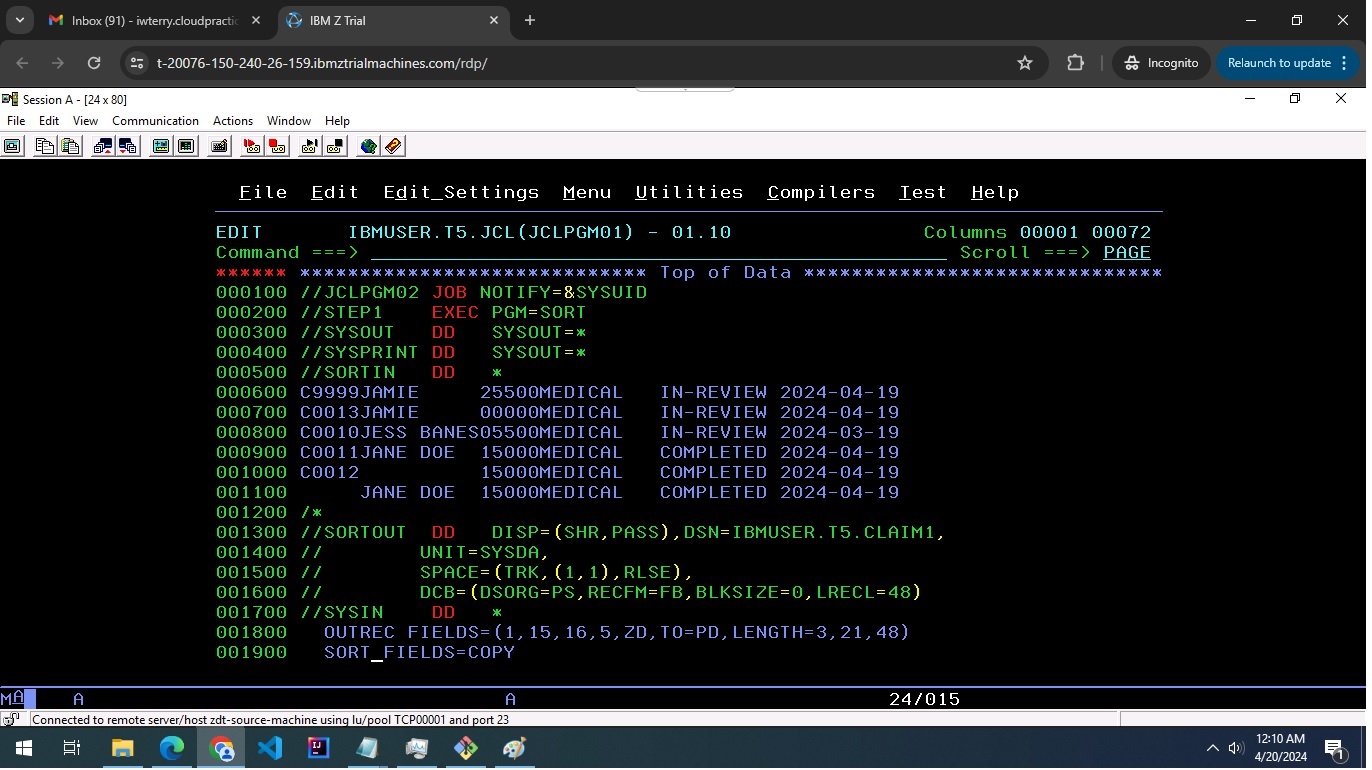 Inbox (91) - iwterry.cloudpractic
IBM Z Trial
t-20076-150-240-26-159.ibmztrialmachines.com/rdp/
Incognito
Relaunch to update
Session A - [24 x 80]
File Edit View Communication Actions Window Help
File Edit Edit_Settings Menu Utilities Compilers Test Help
EDIT       IBMUSER.T5.JCL(JCLPGM01) - 01.10                Columns 00001 00072
Command ===>                                                  Scroll ===> PAGE
****** ***************************** Top of Data ******************************
000100 //JCLPGM02 JOB NOTIFY=&SYSUID
000200 //STEP1    EXEC PGM=SORT
000300 //SYSOUT   DD   SYSOUT=*
000400 //SYSPRINT DD   SYSOUT=*
000500 //SORTIN   DD   *
000600 C9999JAMIE     25500MEDICAL   IN-REVIEW 2024-04-19
000700 C0013JAMIE     00000MEDICAL   IN-REVIEW 2024-04-19
000800 C0010JESS BANES05500MEDICAL   IN-REVIEW 2024-03-19
000900 C0011JANE DOE  15000MEDICAL   COMPLETED 2024-04-19
001000 C0012          15000MEDICAL   COMPLETED 2024-04-19
001100      JANE DOE  15000MEDICAL   COMPLETED 2024-04-19
001200 /*
001300 //SORTOUT  DD   DISP=(SHR,PASS),DSN=IBMUSER.T5.CLAIM1,
001400 //        UNIT=SYSDA,
001500 //        SPACE=(TRK,(1,1),RLSE),
001600 //        DCB=(DSORG=PS,RECFM=FB,BLKSIZE=0,LRECL=48)
001700 //SYSIN    DD   *
001800   OUTREC FIELDS=(1,15,16,5,ZD,TO=PD,LENGTH=3,21,48)
001900   SORT FIELDS=COPY
MA A A 24/015
Connected to remote server/host zdt-source-machine using lu/pool TCP00001 and port 23
12:10 AM
4/20/2024
1